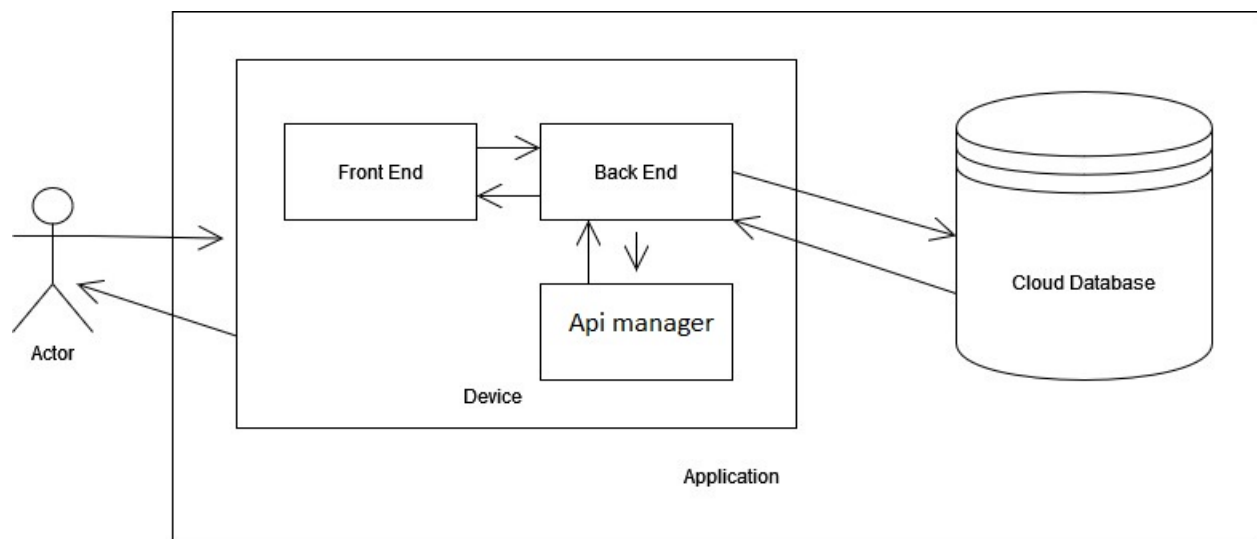 Front End
Back End
Cloud Database
Api manager
Actor
Device
Application